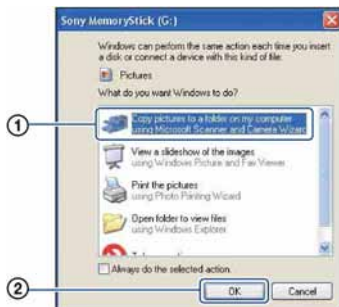 Sony MemoryStick (G:)
Windows can perform the same action each time you insert
a disk or connect a device with this kind of file:
Pictures
What do you want Windows to do?
① Copy pictures to a folder on my computer
using Microsoft Scanner and Camera Wizard
View a slideshow of the images
using Windows Picture and Fax Viewer
Print the pictures
using Photo Printing Wizard
Open folder to view files
using Windows Explorer
Always do the selected action.
② OK Cancel